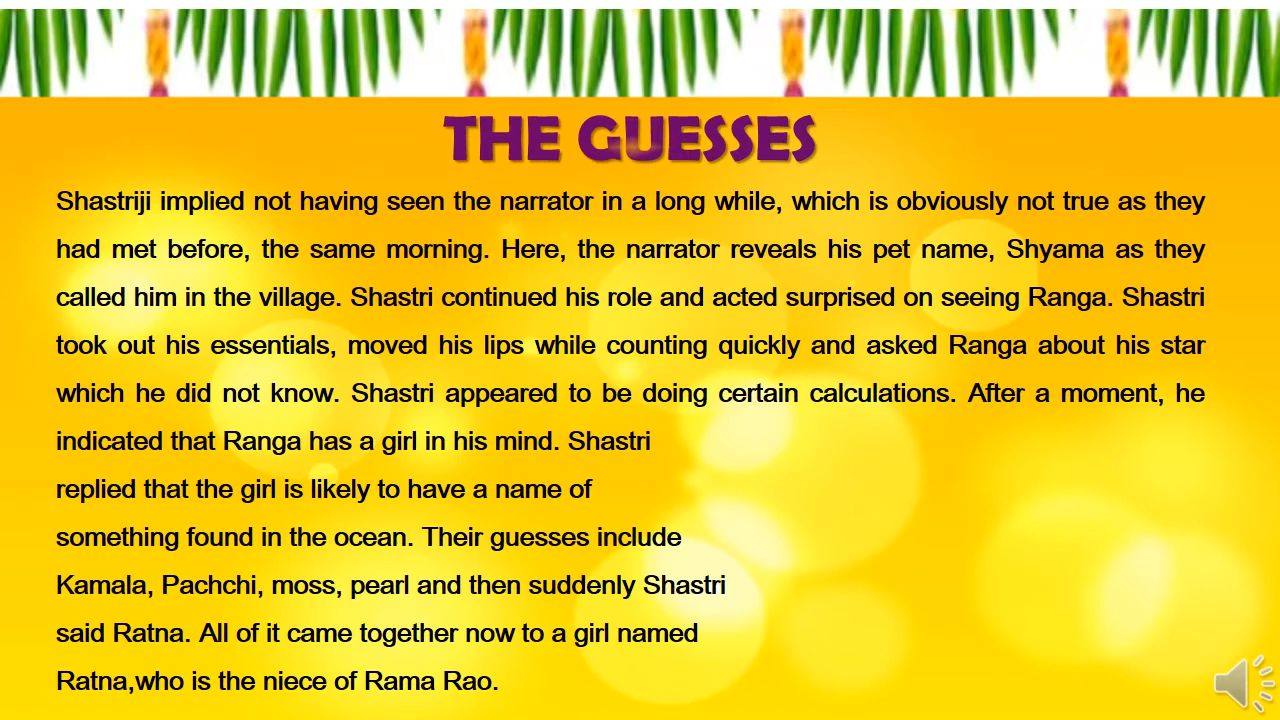 THE GUESSES
Shastriji implied not having seen the narrator in a long while, which is obviously not true as they
had met before, the same morning. Here, the narrator reveals his pet name, Shyama as they
called him in the village. Shastri continued his role and acted surprised on seeing Ranga. Shastri
took out his essentials, moved his lips while counting quickly and asked Ranga about his star
which he did not know. Shastri appeared to be doing certain calculations. After a moment, he
indicated that Ranga has a girl in his mind. Shastri
replied that the girl is likely to have a name of
something found in the ocean. Their guesses include
Kamala, Pachchi, moss, pearl and then suddenly Shastri
said Ratna. All of it came together now to a girl named
Ratna,who is the niece of Rama Rao.